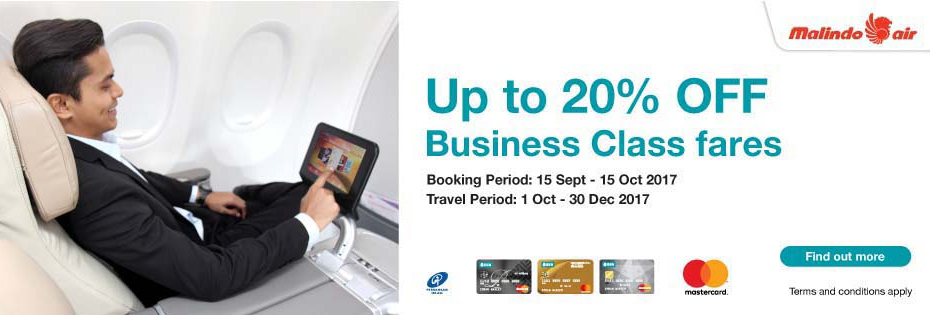 Malindo air
Up to 20% OFF
Business Class fares
Booking Period: 15 Sept - 15 Oct 2017
Travel Period: 1 Oct - 30 Dec 2017
mastercard.
Find out more
Terms and conditions apply